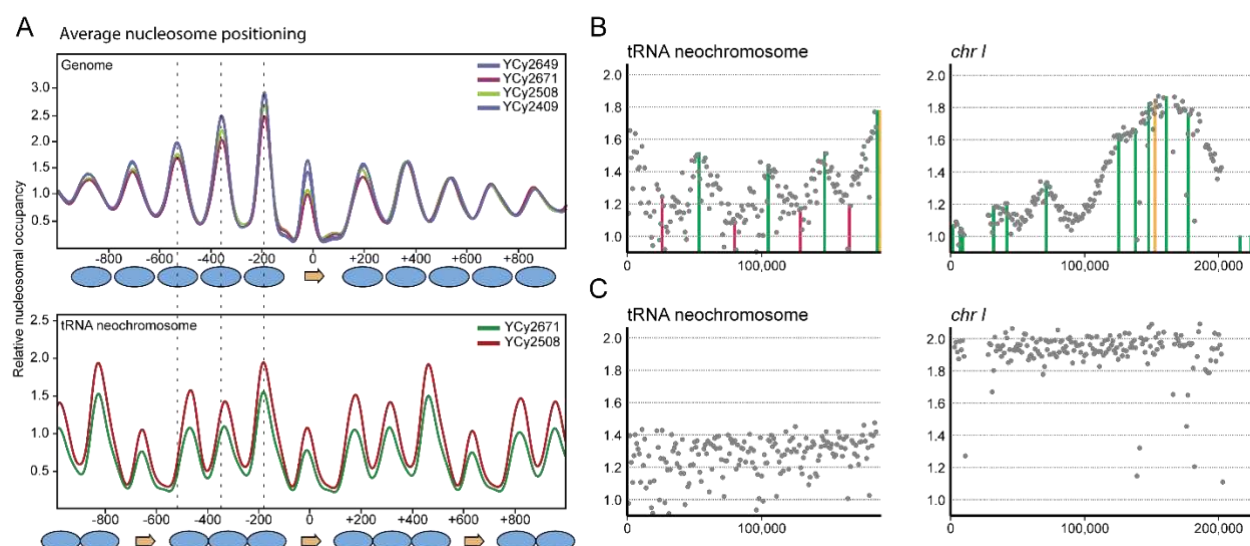 A
Average nucleosome positioning
Relative nucleosomal occupancy
Genome
YCy2649
YCy2671
YCy2508
YCy2409
3.0
2.5
2.0
1.5
1.0
0.5
-800 -600 -400 -200 0 +200 +400 +600 +800
tRNA neochromosome
YCy2671
YCy2508
2.5
2.0
1.5
1.0
0.5
-800 -600 -400 -200 0 +200 +400 +600 +800
B
tRNA neochromosome
2.0
1.8
1.6
1.4
1.2
1.0
0 100,000
chr I
2.0
1.8
1.6
1.4
1.2
1.0
0 100,000 200,000
C
tRNA neochromosome
2.0
1.8
1.6
1.4
1.2
1.0
0 100,000
chr I
2.0
1.8
1.6
1.4
1.2
1.0
0 100,000 200,000